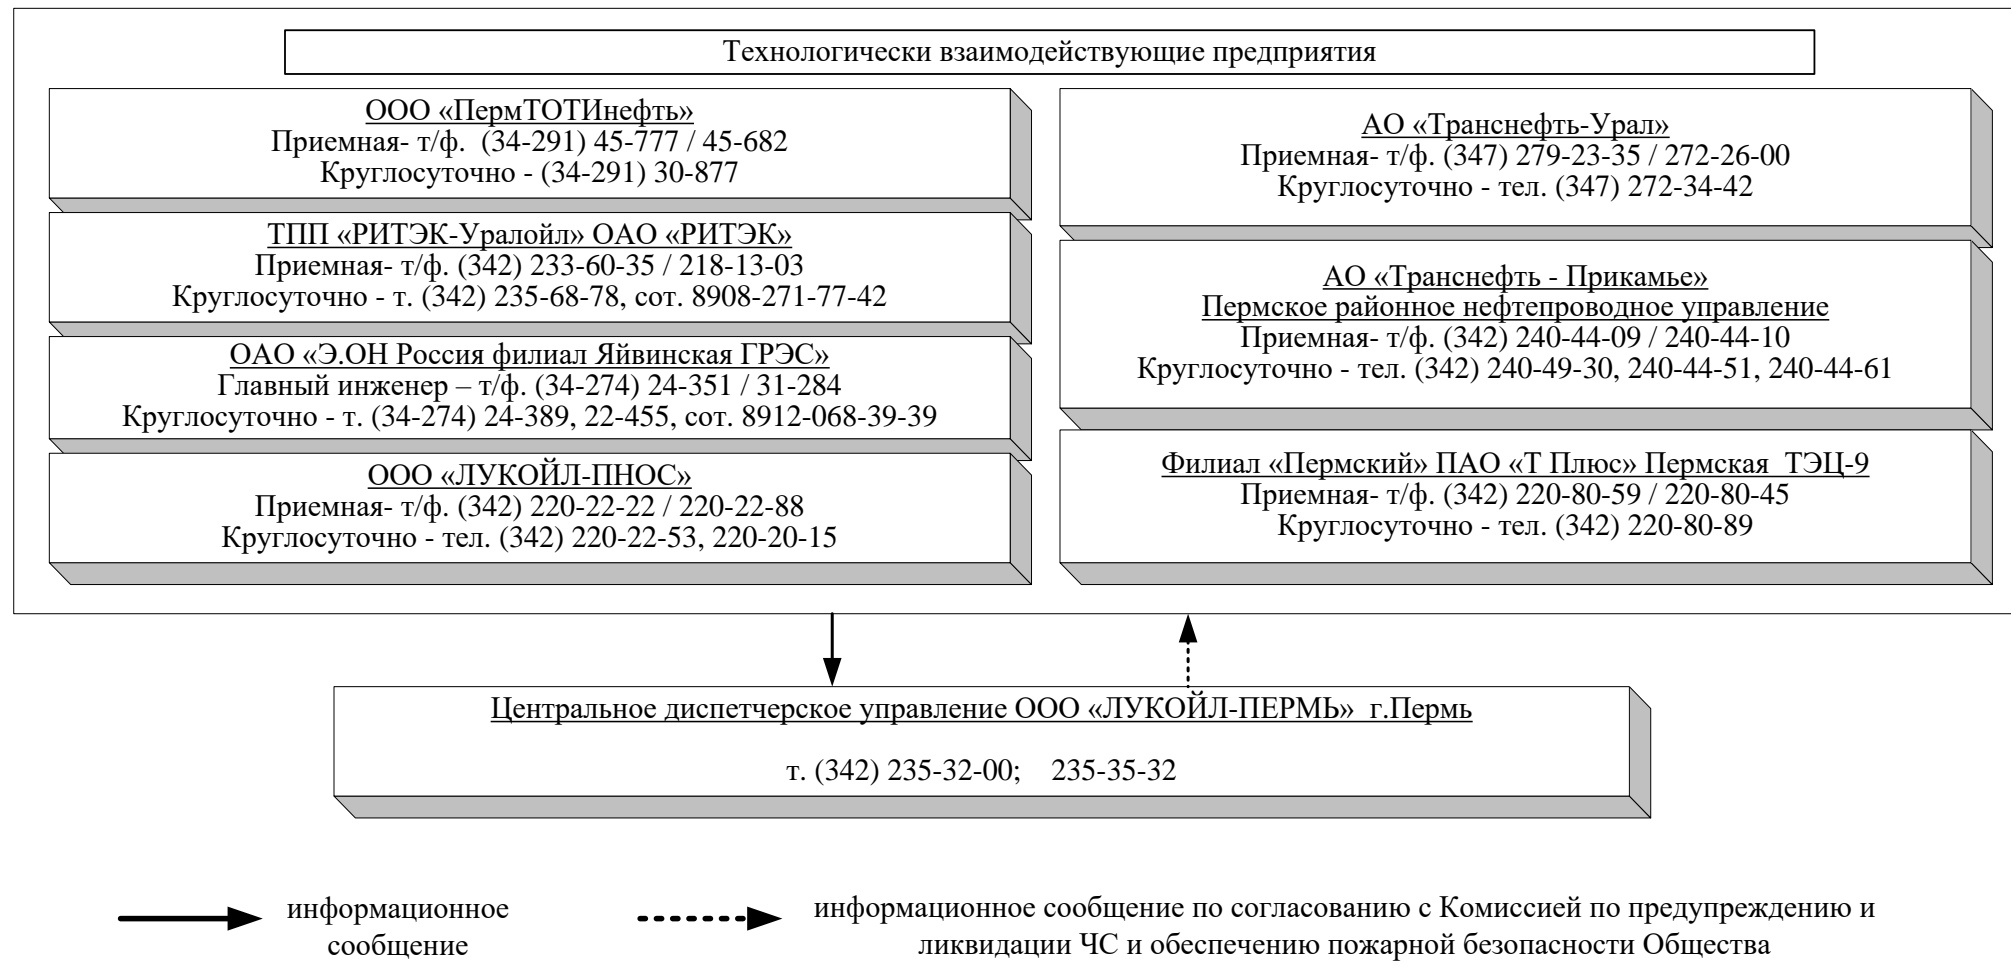 Технологически взаимодействующие предприятия
ООО «ПермТОТИнефть»
Приемная- т/ф. (34-291) 45-777 / 45-682
Круглосуточно - (34-291) 30-877
ТПП «РИТЭК-Уралойл» ОАО «РИТЭК»
Приемная- т/ф. (342) 233-60-35 / 218-13-03
Круглосуточно - т. (342) 235-68-78, сот. 8908-271-77-42
ОАО «Э.ОН Россия филиал Яйвинская ГРЭС»
Главный инженер – т/ф. (34-274) 24-351 / 31-284
Круглосуточно - т. (34-274) 24-389, 22-455, сот. 8912-068-39-39
ООО «ЛУКОЙЛ-ПНОС»
Приемная- т/ф. (342) 220-22-22 / 220-22-88
Круглосуточно - тел. (342) 220-22-53, 220-20-15
АО «Транснефть-Урал»
Приемная- т/ф. (347) 279-23-35 / 272-26-00
Круглосуточно - тел. (347) 272-34-42
АО «Транснефть - Прикамье»
Пермское районное нефтепроводное управление
Приемная- т/ф. (342) 240-44-09 / 240-44-10
Круглосуточно - тел. (342) 240-49-30, 240-44-51, 240-44-61
Филиал «Пермский» ПАО «Т Плюс» Пермская ТЭЦ-9
Приемная- т/ф. (342) 220-80-59 / 220-80-45
Круглосуточно - тел. (342) 220-80-89
Центральное диспетчерское управление ООО «ЛУКОЙЛ-ПЕРМЬ» г.Пермь
т. (342) 235-32-00; 235-35-32
информационное
сообщение
информационное сообщение по согласованию с Комиссией по предупреждению и
ликвидации ЧС и обеспечению пожарной безопасности Общества